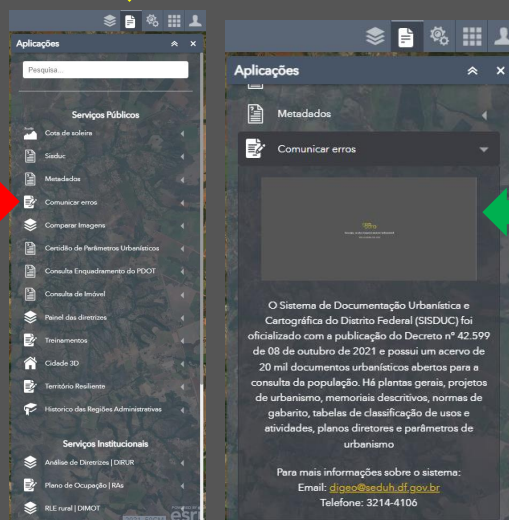 Aplicações
Pesquisa...
Serviços Públicos
Cota de soleira
Sisduc
Metadados
Comunicar erros
Comparar Imagens
Certidão de Parâmetros Urbanísticos
Consulta Enquadramento do PDOT
Consulta de Imóvel
Painel das diretrizes
Treinamentos
Cidade 3D
Território Resiliente
Historico das Regiões Administrativas
Serviços Institucionais
Análise de Diretrizes | DIRUR
Plano de Ocupação | RAs
RLE rural | DIMOT
esri
Aplicações
Metadados
Comunicar erros
O Sistema de Documentação Urbanística e
Cartográfica do Distrito Federal (SISDUC) foi
oficializado com a publicação do Decreto nº 42.599
de 08 de outubro de 2021 e possui um acervo de
20 mil documentos urbanísticos abertos para a
consulta da população. Há plantas gerais, projetos
de urbanismo, memoriais descritivos, normas de
gabarito, tabelas de classificação de usos e
atividades, planos diretores e parâmetros de
urbanismo
Para mais informações sobre o sistema:
Email: digeo@seduh.df.gov.br
Telefone: 3214-4106